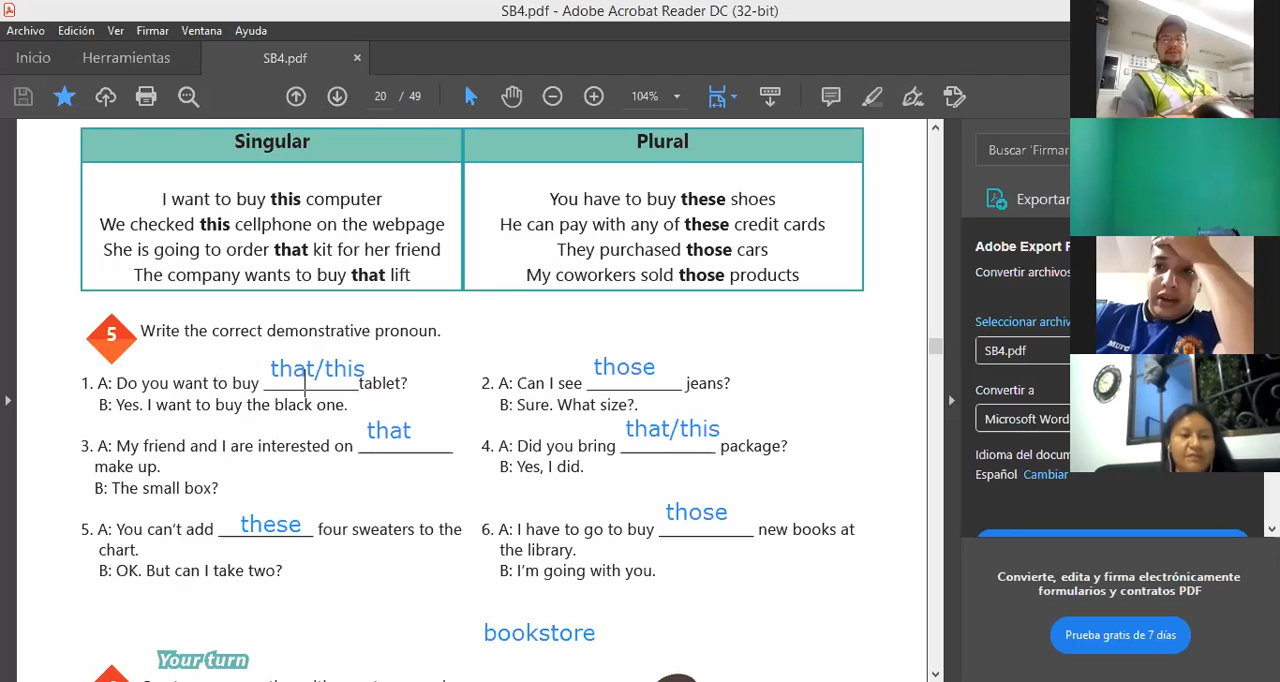 SB4.pdf - Adobe Acrobat Reader DC (32-bit)
Archivo Edición Ver Firmar Ventana Ayuda
Inicio Herramientas SB4.pdf ×
20 / 49 104%
Singular Plural
I want to buy this computer
We checked this cellphone on the webpage
She is going to order that kit for her friend
The company wants to buy that lift
You have to buy these shoes
He can pay with any of these credit cards
They purchased those cars
My coworkers sold those products
5 Write the correct demonstrative pronoun.
that/this
1. A: Do you want to buy __________ tablet?
B: Yes. I want to buy the black one.
those
2. A: Can I see __________ jeans?
B: Sure. What size?.
that
3. A: My friend and I are interested on __________
make up.
B: The small box?
that/this
4. A: Did you bring __________ package?
B: Yes, I did.
these
5. A: You can't add __________ four sweaters to the
chart.
B: OK. But can I take two?
those
6. A: I have to go to buy __________ new books at
the library.
B: I'm going with you.
bookstore
Your turn
Buscar 'Firmar
Exportar
Adobe Export
Convertir archivos
Seleccionar archiv
SB4.pdf
Convertir a
Microsoft Word
Idioma del docum
Español Cambiar
Convierte, edita y firma electrónicamente
formularios y contratos PDF
Prueba gratis de 7 días